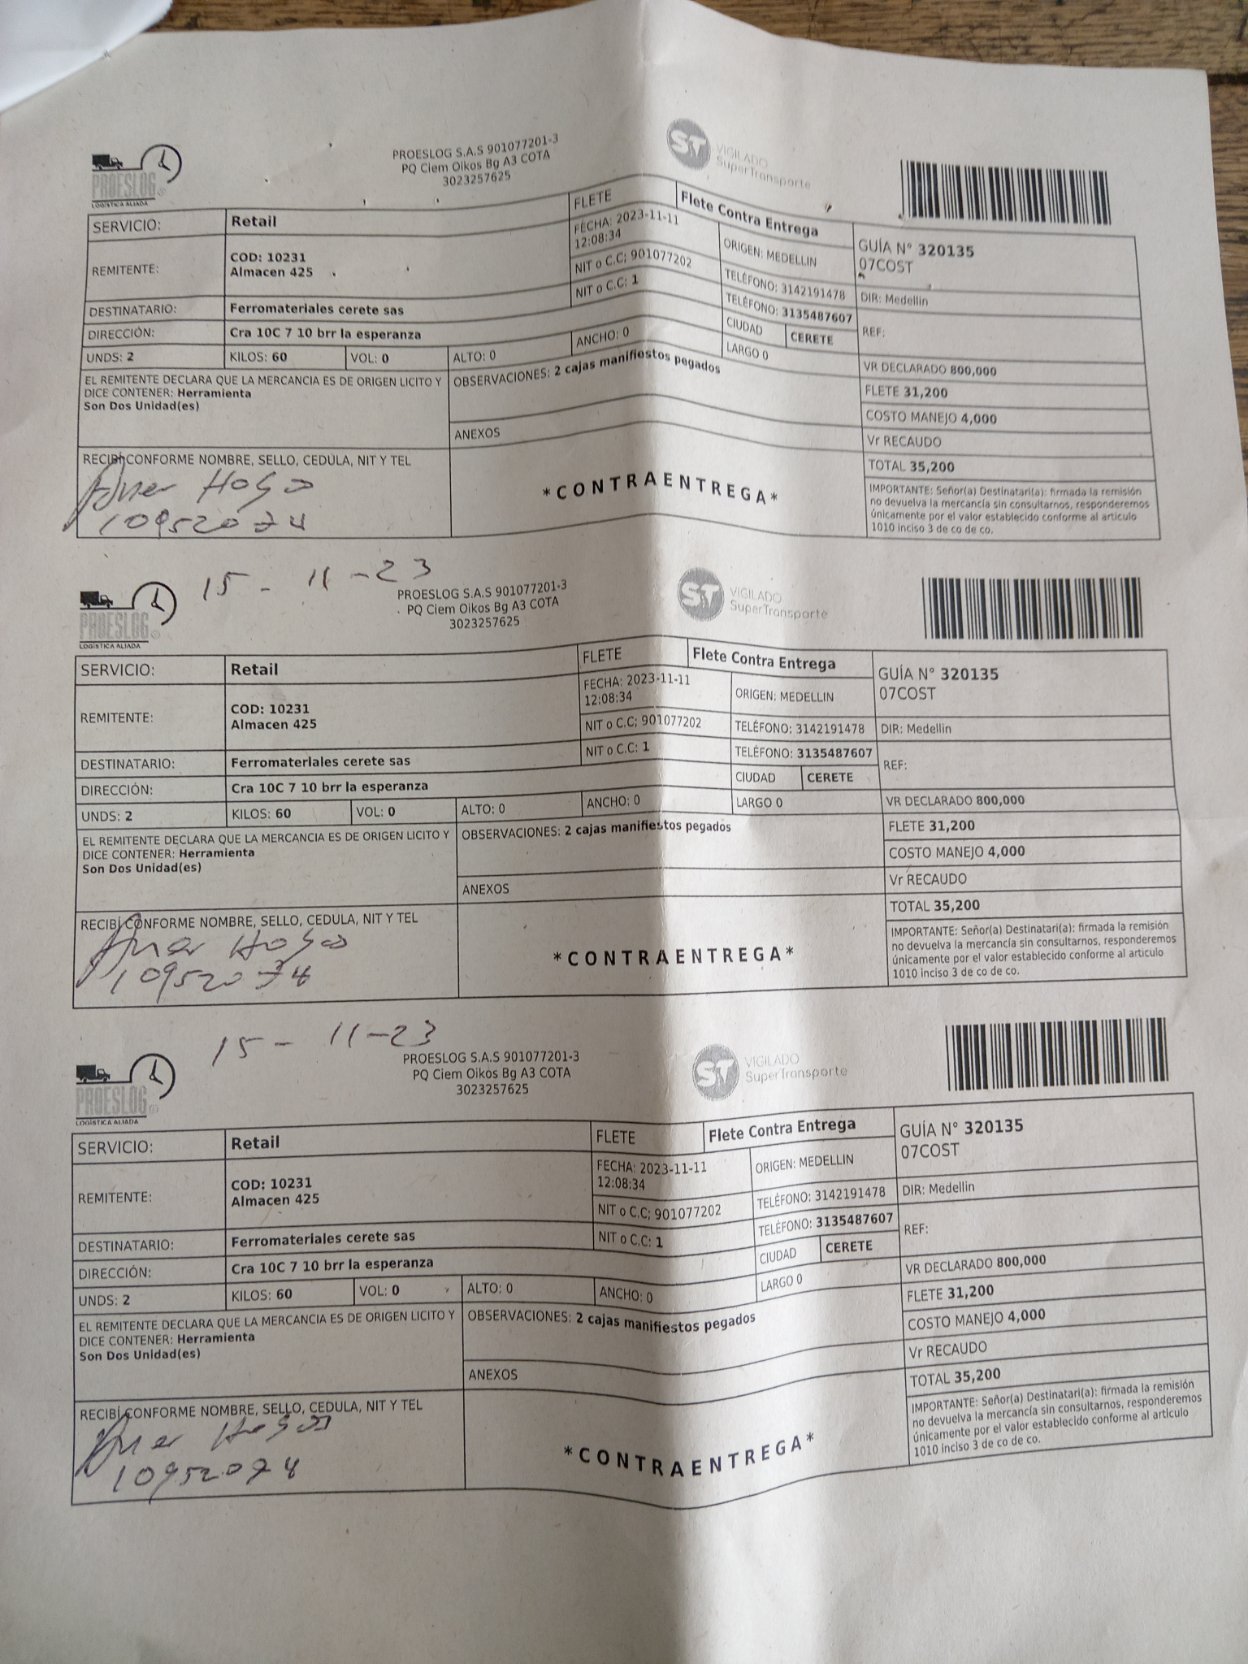 PROESLOG
LOGISTICA ALIADA
PROESLOG S.A.S 901077201-3
PQ Ciem Oikos Bg A3 COTA
3023257625
ST VIGILADO
SuperTransporte
SERVICIO: Retail FLETE Flete Contra Entrega
GUÍA N° 320135
07COST
REMITENTE: COD: 10231
Almacen 425
FECHA: 2023-11-11
12:08:34
ORIGEN: MEDELLIN
NIT o C.C; 901077202 TELÉFONO: 3142191478 DIR: Medellin
DESTINATARIO: Ferromateriales cerete sas NIT o C.C: 1 TELÉFONO: 3135487607 REF:
DIRECCIÓN: Cra 10C 7 10 brr la esperanza CIUDAD CERETE
UNDS: 2 KILOS: 60 VOL: 0 ALTO: 0 ANCHO: 0 LARGO 0 VR DECLARADO 800,000
EL REMITENTE DECLARA QUE LA MERCANCIA ES DE ORIGEN LICITO Y
DICE CONTENER: Herramienta
Son Dos Unidad(es)
OBSERVACIONES: 2 cajas manifiestos pegados
FLETE 31,200
COSTO MANEJO 4,000
ANEXOS
Vr RECAUDO
TOTAL 35,200
RECIBÍ CONFORME NOMBRE, SELLO, CEDULA, NIT Y TEL
10952074
*CONTRAENTREGA*
IMPORTANTE: Señor(a) Destinatari(a): firmada la remisión
no devuelva la mercancía sin consultarnos, responderemos
únicamente por el valor establecido conforme al articulo
1010 inciso 3 de co de co.
15 - 11 - 23
PROESLOG
LOGISTICA ALIADA
PROESLOG S.A.S 901077201-3
PQ Ciem Oikos Bg A3 COTA
3023257625
ST VIGILADO
SuperTransporte
SERVICIO: Retail FLETE Flete Contra Entrega
GUÍA N° 320135
07COST
REMITENTE: COD: 10231
Almacen 425
FECHA: 2023-11-11
12:08:34
ORIGEN: MEDELLIN
NIT o C.C; 901077202 TELÉFONO: 3142191478 DIR: Medellin
DESTINATARIO: Ferromateriales cerete sas NIT o C.C: 1 TELÉFONO: 3135487607 REF:
DIRECCIÓN: Cra 10C 7 10 brr la esperanza CIUDAD CERETE
UNDS: 2 KILOS: 60 VOL: 0 ALTO: 0 ANCHO: 0 LARGO 0 VR DECLARADO 800,000
EL REMITENTE DECLARA QUE LA MERCANCIA ES DE ORIGEN LICITO Y
DICE CONTENER: Herramienta
Son Dos Unidad(es)
OBSERVACIONES: 2 cajas manifiestos pegados
FLETE 31,200
COSTO MANEJO 4,000
ANEXOS
Vr RECAUDO
TOTAL 35,200
RECIBÍ CONFORME NOMBRE, SELLO, CEDULA, NIT Y TEL
10952074
*CONTRAENTREGA*
IMPORTANTE: Señor(a) Destinatari(a): firmada la remisión
no devuelva la mercancía sin consultarnos, responderemos
únicamente por el valor establecido conforme al articulo
1010 inciso 3 de co de co.
15 - 11-23
PROESLOG
LOGISTICA ALIADA
PROESLOG S.A.S 901077201-3
PQ Ciem Oikos Bg A3 COTA
3023257625
ST VIGILADO
SuperTransporte
SERVICIO: Retail FLETE Flete Contra Entrega
GUÍA N° 320135
07COST
REMITENTE: COD: 10231
Almacen 425
FECHA: 2023-11-11
12:08:34
ORIGEN: MEDELLIN
NIT o C.C; 901077202 TELÉFONO: 3142191478 DIR: Medellin
DESTINATARIO: Ferromateriales cerete sas NIT o C.C: 1 TELÉFONO: 3135487607 REF:
DIRECCIÓN: Cra 10C 7 10 brr la esperanza CIUDAD CERETE
UNDS: 2 KILOS: 60 VOL: 0 ALTO: 0 ANCHO: 0 LARGO 0 VR DECLARADO 800,000
EL REMITENTE DECLARA QUE LA MERCANCIA ES DE ORIGEN LICITO Y
DICE CONTENER: Herramienta
Son Dos Unidad(es)
OBSERVACIONES: 2 cajas manifiestos pegados
FLETE 31,200
COSTO MANEJO 4,000
ANEXOS
Vr RECAUDO
TOTAL 35,200
RECIBÍ CONFORME NOMBRE, SELLO, CEDULA, NIT Y TEL
10952074
*CONTRAENTREGA*
IMPORTANTE: Señor(a) Destinatari(a): firmada la remisión
no devuelva la mercancía sin consultarnos, responderemos
únicamente por el valor establecido conforme al articulo
1010 inciso 3 de co de co.